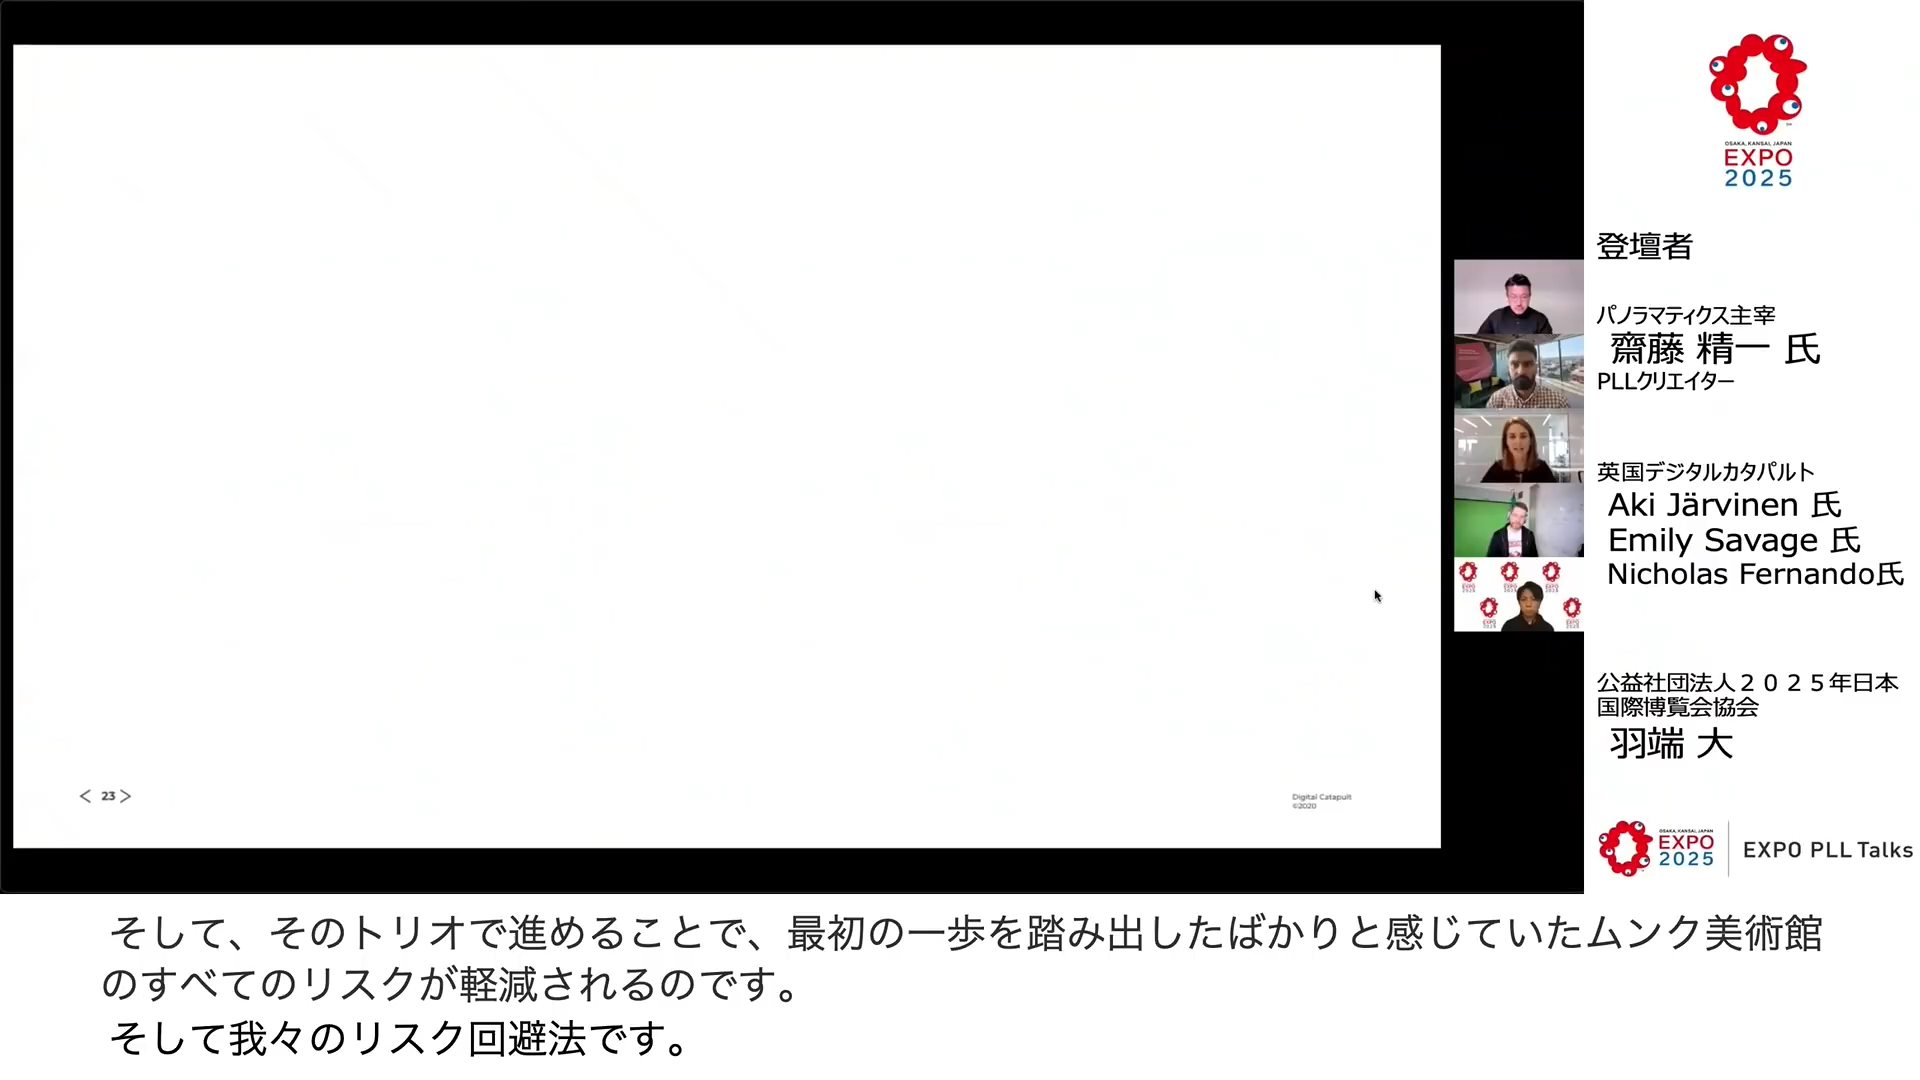 < 23 >
Digital Catapult
©2020
OSAKA, KANSAI, JAPAN
EXPO
2025
登壇者
パノラマティクス主宰
齋藤 精一 氏
PLLクリエイター
英国デジタルカタパルト
Aki Järvinen 氏
Emily Savage 氏
Nicholas Fernando氏
公益社団法人２０２５年日本
国際博覧会協会
羽端 大
OSAKA, KANSAI, JAPAN
EXPO
2025
EXPO PLL Talks
そして、そのトリオで進めることで、最初の一歩を踏み出したばかりと感じていたムンク美術館
のすべてのリスクが軽減されるのです。
そして我々のリスク回避法です。